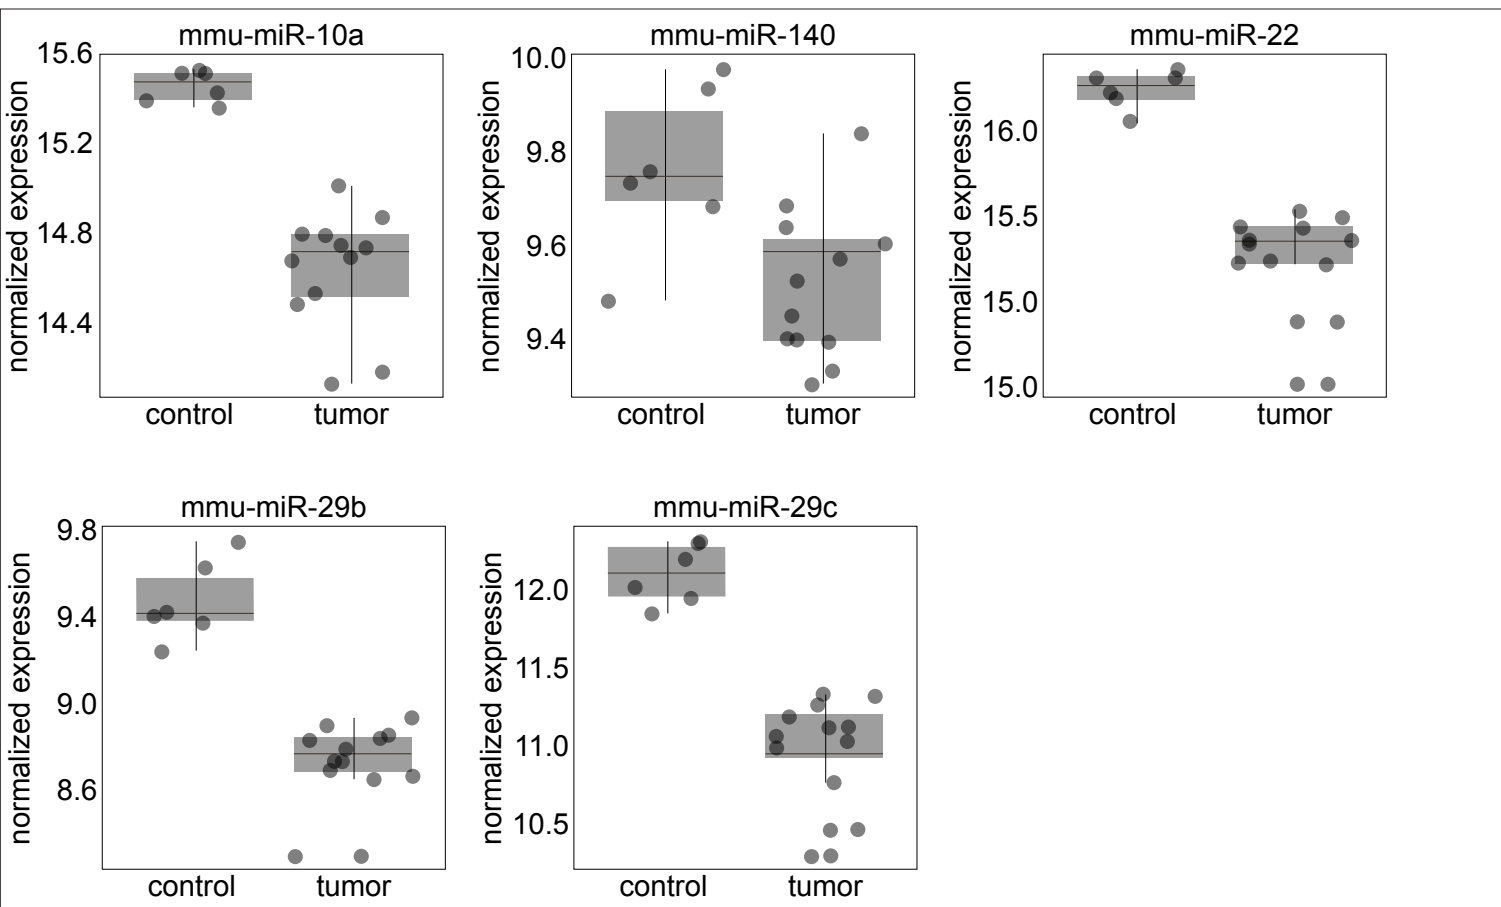 mmu-miR-10a
normalized expression
15.6
15.2
14.8
14.4
control tumor
mmu-miR-140
normalized expression
10.0
9.8
9.6
9.4
control tumor
mmu-miR-22
normalized expression
16.0
15.5
15.0
15.0
control tumor
mmu-miR-29b
normalized expression
9.8
9.4
9.0
8.6
control tumor
mmu-miR-29c
normalized expression
12.0
11.5
11.0
10.5
control tumor